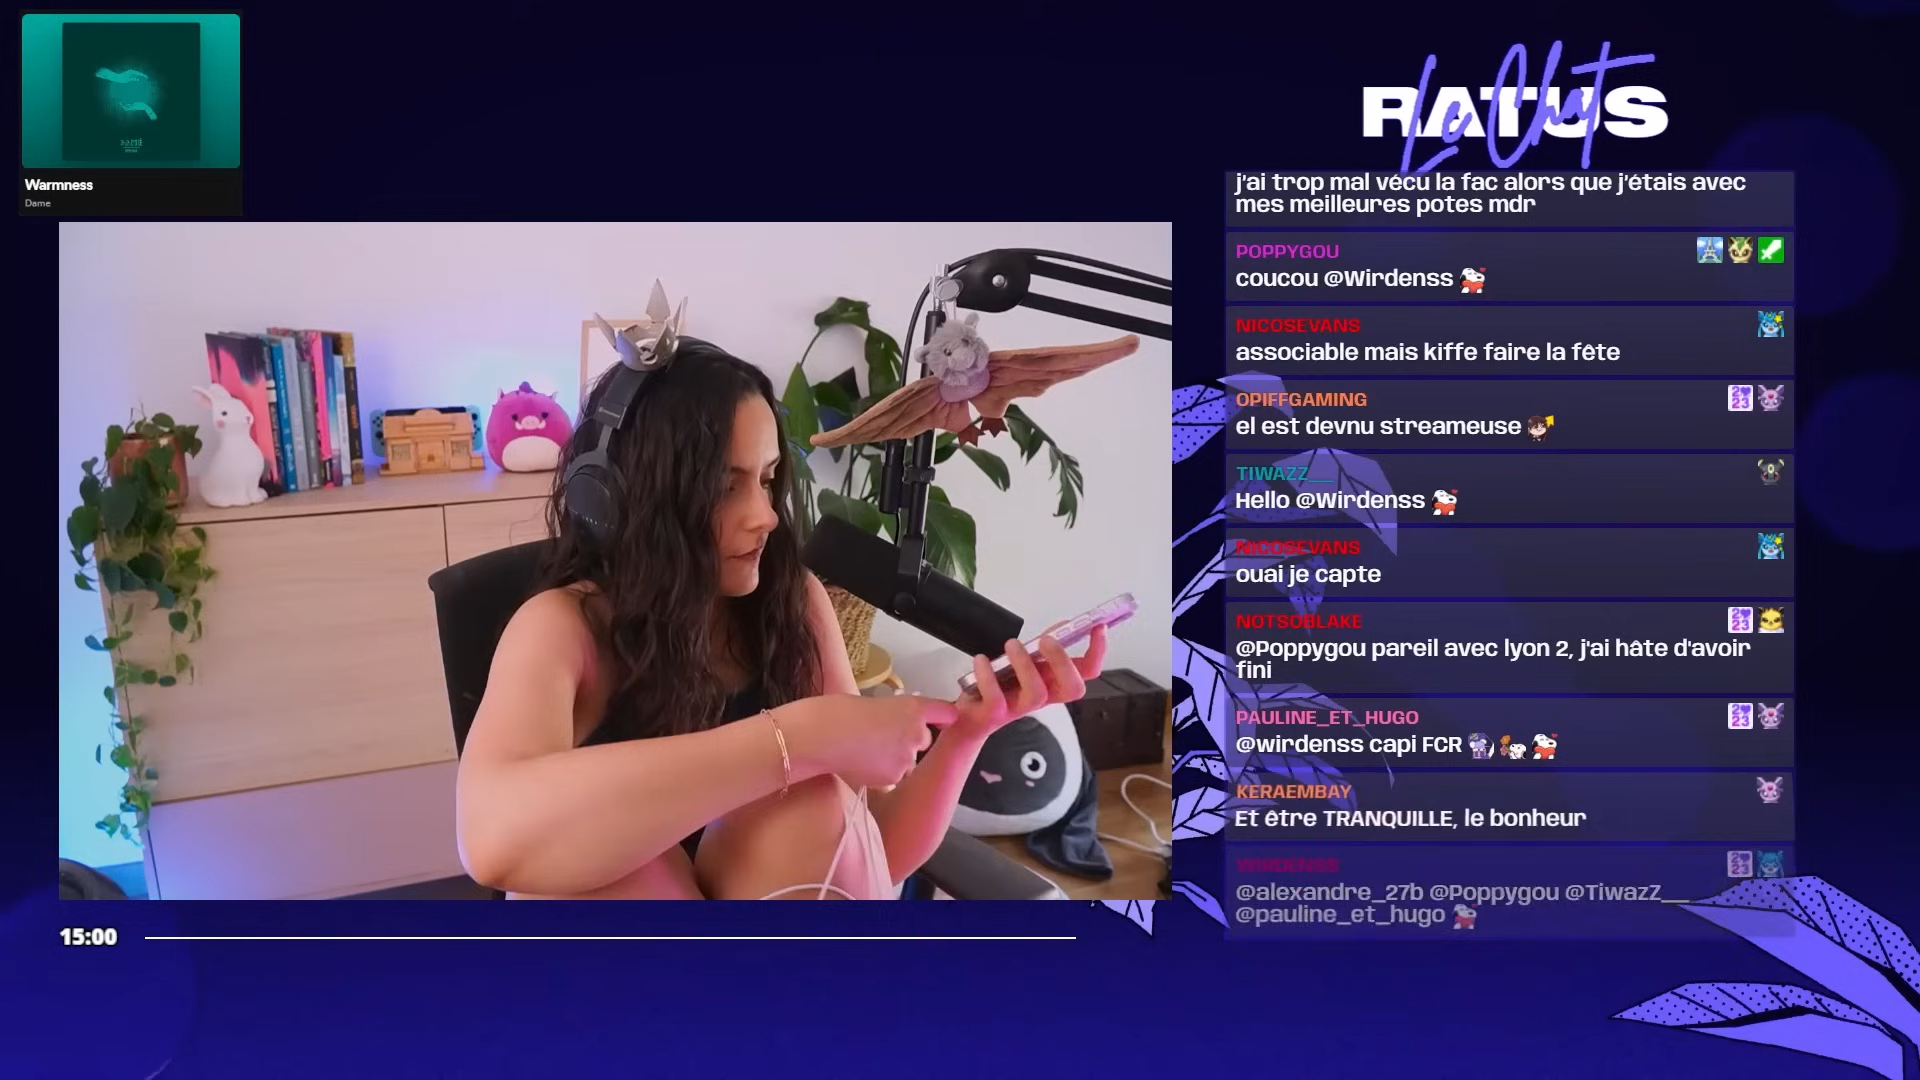 Warmness
Dame
RATUS
Le Chat
j'ai trop mal vécu la fac alors que j'étais avec
mes meilleures potes mdr
POPPYGOU
coucou @Wirdenss
NICOSEVANS
associable mais kiffe faire la fête
OPIFFGAMING
el est devnu streameuse
TIWAZZ__
Hello @Wirdenss
NICOSEVANS
ouai je capte
NOTSOBLAKE
@Poppygou pareil avec lyon 2, j'ai hâte d'avoir
fini
PAULINE_ET_HUGO
@wirdenss capi FCR
KERAEMBAY
Et être TRANQUILLE, le bonheur
WIRDENSS
@alexandre_27b @Poppygou @TiwazZ__
@pauline_et_hugo
15:00